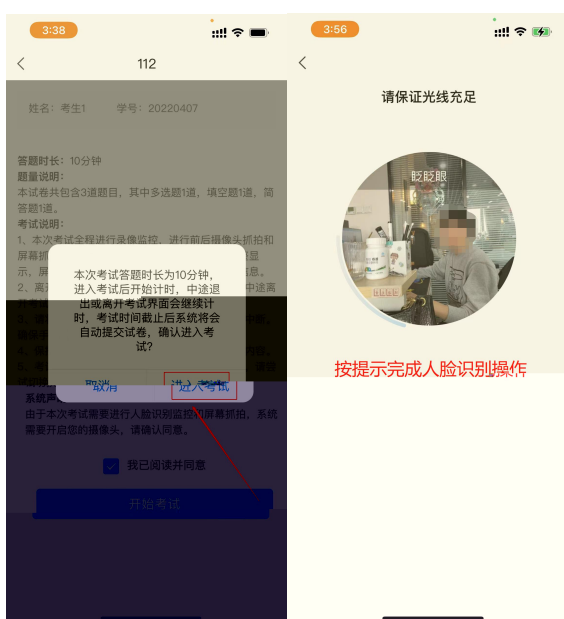 3:38
112
姓名：考生1 学号：20220407
答题时长：10分钟
题量说明：
本试卷共包含3道题目，其中多选题1道，填空题1道，简
答题1道。
考试说明：
1、本次考试全程进行录像监控、进行前后摄像头抓拍和
屏幕抓
示，屏
2、离
中途离
本次考试答题时长为10分钟，
进入考试后开始计时，中途退
出或离开考试界面会继续计
时，考试时间截止后系统将会
自动提交试卷，确认进入考
试?
取消 进入考试
系统声
由于本次考试需要进行人脸识别监控和屏幕抓拍，系统
需要开启您的摄像头，请确认同意。
我已阅读并同意
开始考试
3:56
请保证光线充足
眨眨眼
按提示完成人脸识别操作